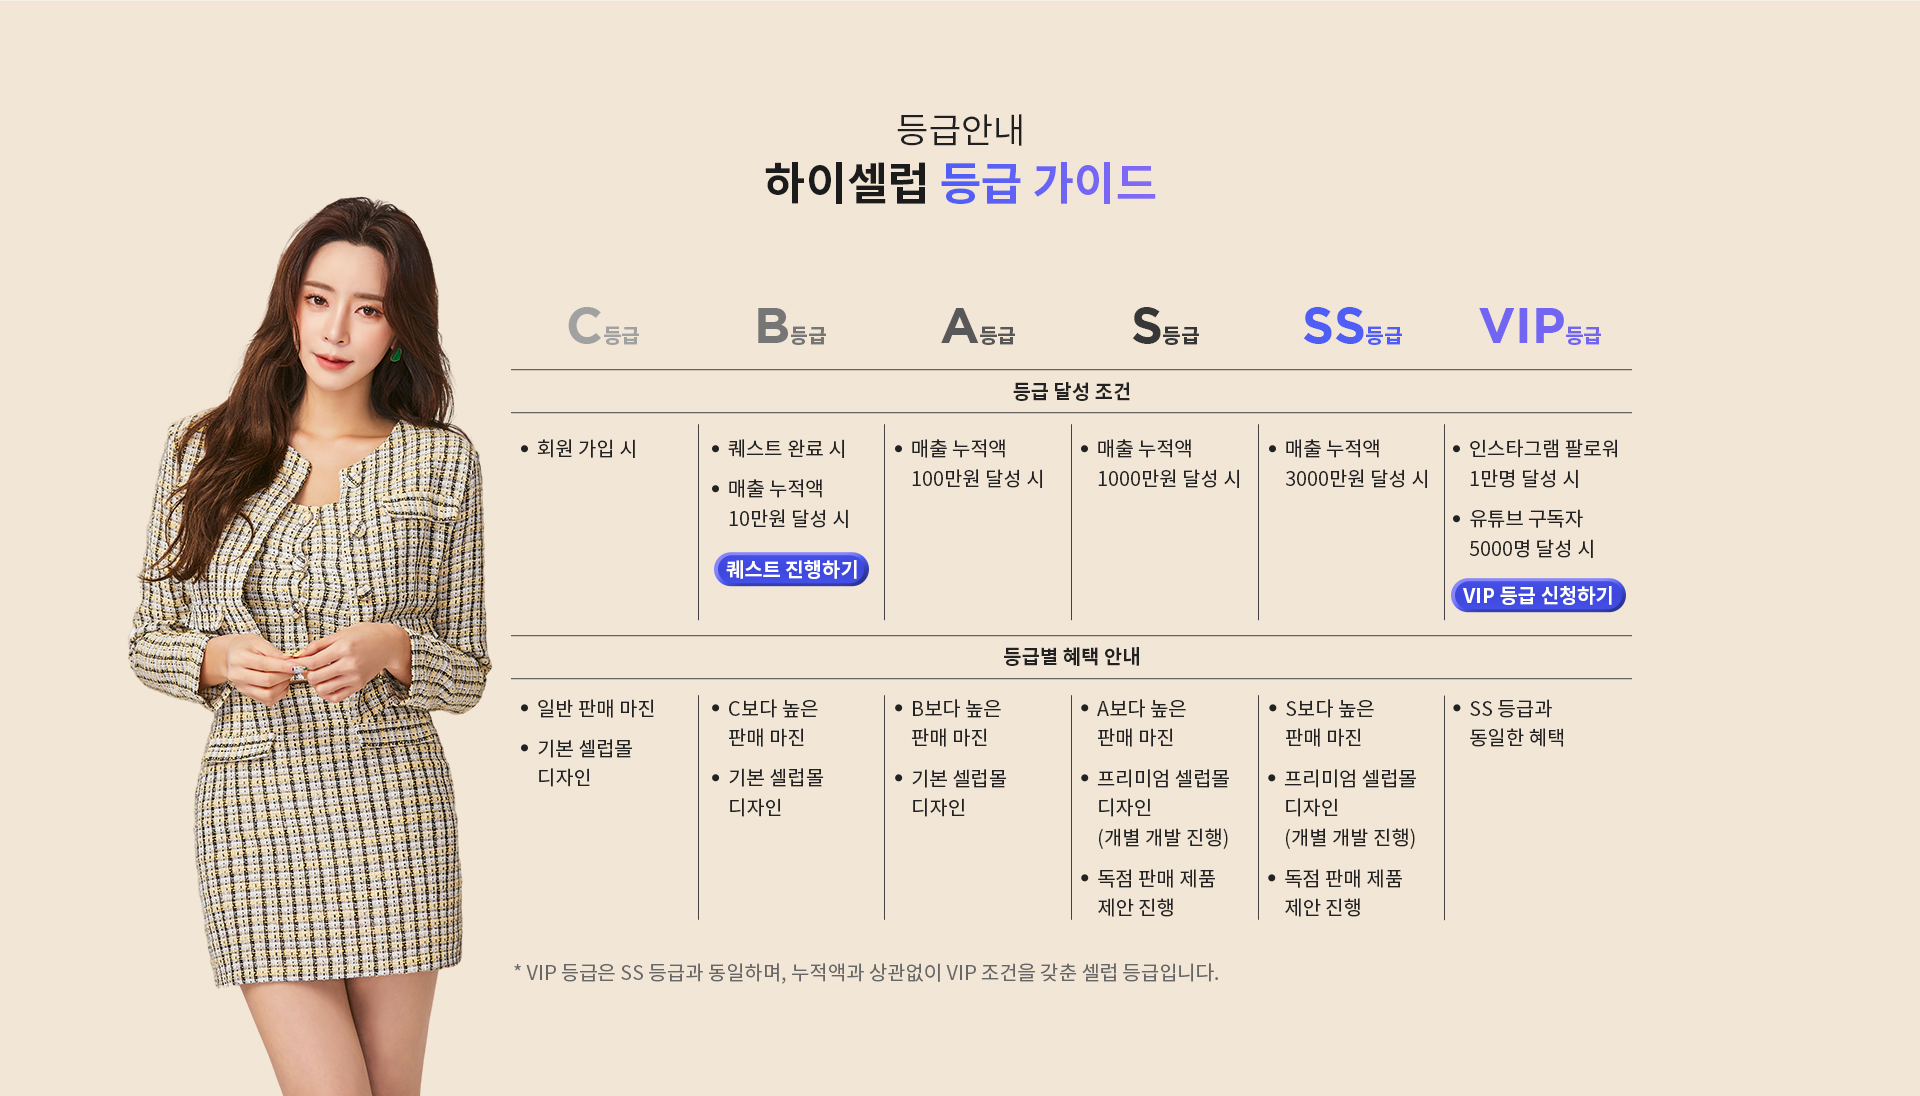 등급안내
하이셀럽 등급 가이드
C등급
B등급
A등급
S등급
SS등급
VIP등급
등급 달성 조건
• 회원 가입 시
• 퀘스트 완료 시
• 매출 누적액
10만원 달성 시
퀘스트 진행하기
• 매출 누적액
100만원 달성 시
• 매출 누적액
1000만원 달성 시
• 매출 누적액
3000만원 달성 시
• 인스타그램 팔로워
1만명 달성 시
• 유튜브 구독자
5000명 달성 시
VIP 등급 신청하기
등급별 혜택 안내
• 일반 판매 마진
• 기본 셀럽몰
디자인
• C보다 높은
판매 마진
• 기본 셀럽몰
디자인
• B보다 높은
판매 마진
• 기본 셀럽몰
디자인
• A보다 높은
판매 마진
• 프리미엄 셀럽몰
디자인
(개별 개발 진행)
• 독점 판매 제품
제안 진행
• S보다 높은
판매 마진
• 프리미엄 셀럽몰
디자인
(개별 개발 진행)
• 독점 판매 제품
제안 진행
• SS 등급과
동일한 혜택
* VIP 등급은 SS 등급과 동일하며, 누적액과 상관없이 VIP 조건을 갖춘 셀럽 등급입니다.